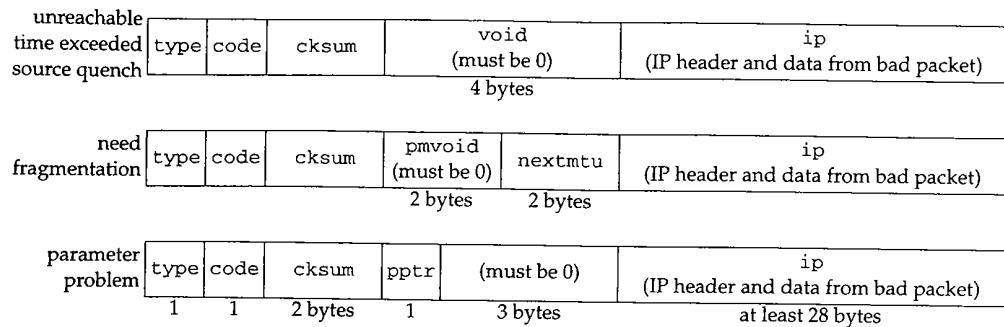 unreachable
time exceeded
source quench
type code cksum void ip
(must be 0) (IP header and data from bad packet)
4 bytes
need
fragmentation
type code cksum pmvoid nextmtu ip
(must be 0) (IP header and data from bad packet)
2 bytes 2 bytes
parameter
problem
type code cksum pptr (must be 0) ip
(IP header and data from bad packet)
1 1 2 bytes 1 3 bytes at least 28 bytes